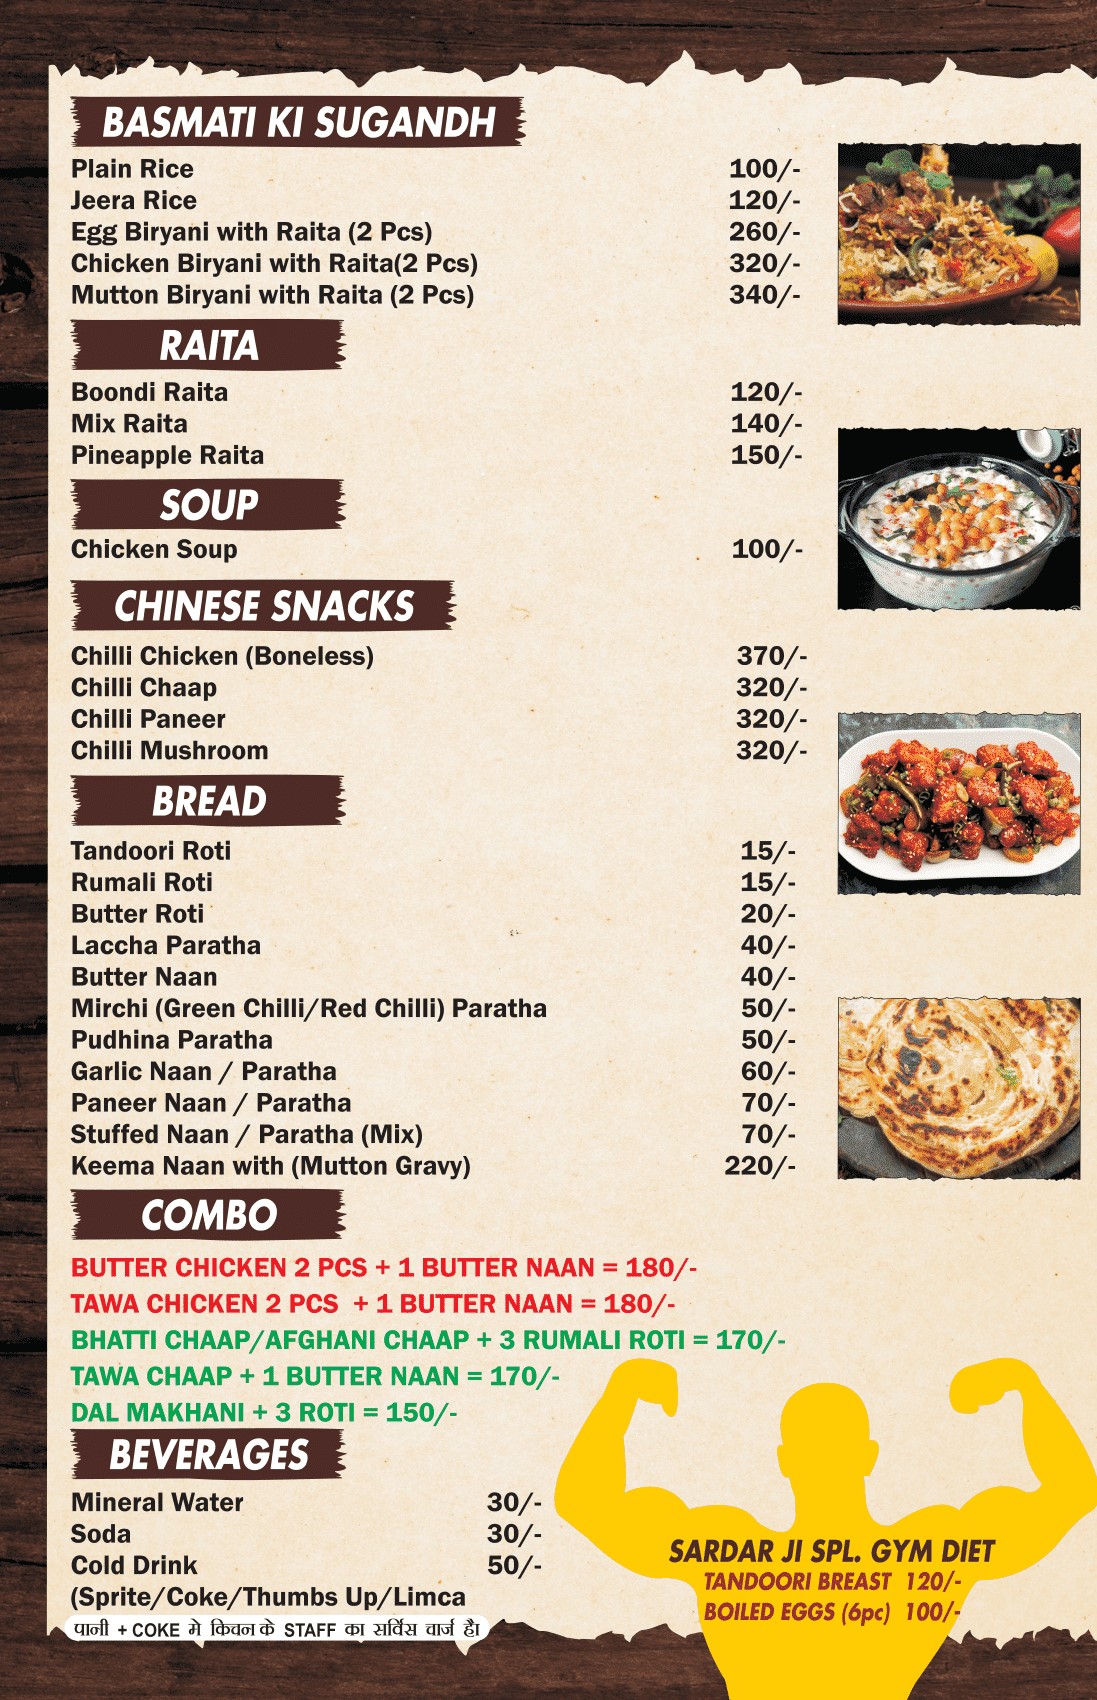 BASMATI KI SUGANDH
Plain Rice 100/-
Jeera Rice 120/-
Egg Biryani with Raita (2 Pcs) 260/-
Chicken Biryani with Raita(2 Pcs) 320/-
Mutton Biryani with Raita (2 Pcs) 340/-
RAITA
Boondi Raita 120/-
Mix Raita 140/-
Pineapple Raita 150/-
SOUP
Chicken Soup 100/-
CHINESE SNACKS
Chilli Chicken (Boneless) 370/-
Chilli Chaap 320/-
Chilli Paneer 320/-
Chilli Mushroom 320/-
BREAD
Tandoori Roti 15/-
Rumali Roti 15/-
Butter Roti 20/-
Laccha Paratha 40/-
Butter Naan 40/-
Mirchi (Green Chilli/Red Chilli) Paratha 50/-
Pudhina Paratha 50/-
Garlic Naan / Paratha 60/-
Paneer Naan / Paratha 70/-
Stuffed Naan / Paratha (Mix) 70/-
Keema Naan with (Mutton Gravy) 220/-
COMBO
BUTTER CHICKEN 2 PCS + 1 BUTTER NAAN = 180/-
TAWA CHICKEN 2 PCS + 1 BUTTER NAAN = 180/-
BHATTI CHAAP/AFGHANI CHAAP + 3 RUMALI ROTI = 170/-
TAWA CHAAP + 1 BUTTER NAAN = 170/-
DAL MAKHANI + 3 ROTI = 150/-
BEVERAGES
Mineral Water 30/-
Soda 30/-
Cold Drink 50/-
(Sprite/Coke/Thumbs Up/Limca
पानी + COKE मे किचन के STAFF का सर्विस चार्ज है।
SARDAR JI SPL. GYM DIET
TANDOORI BREAST 120/-
BOILED EGGS (6pc) 100/-